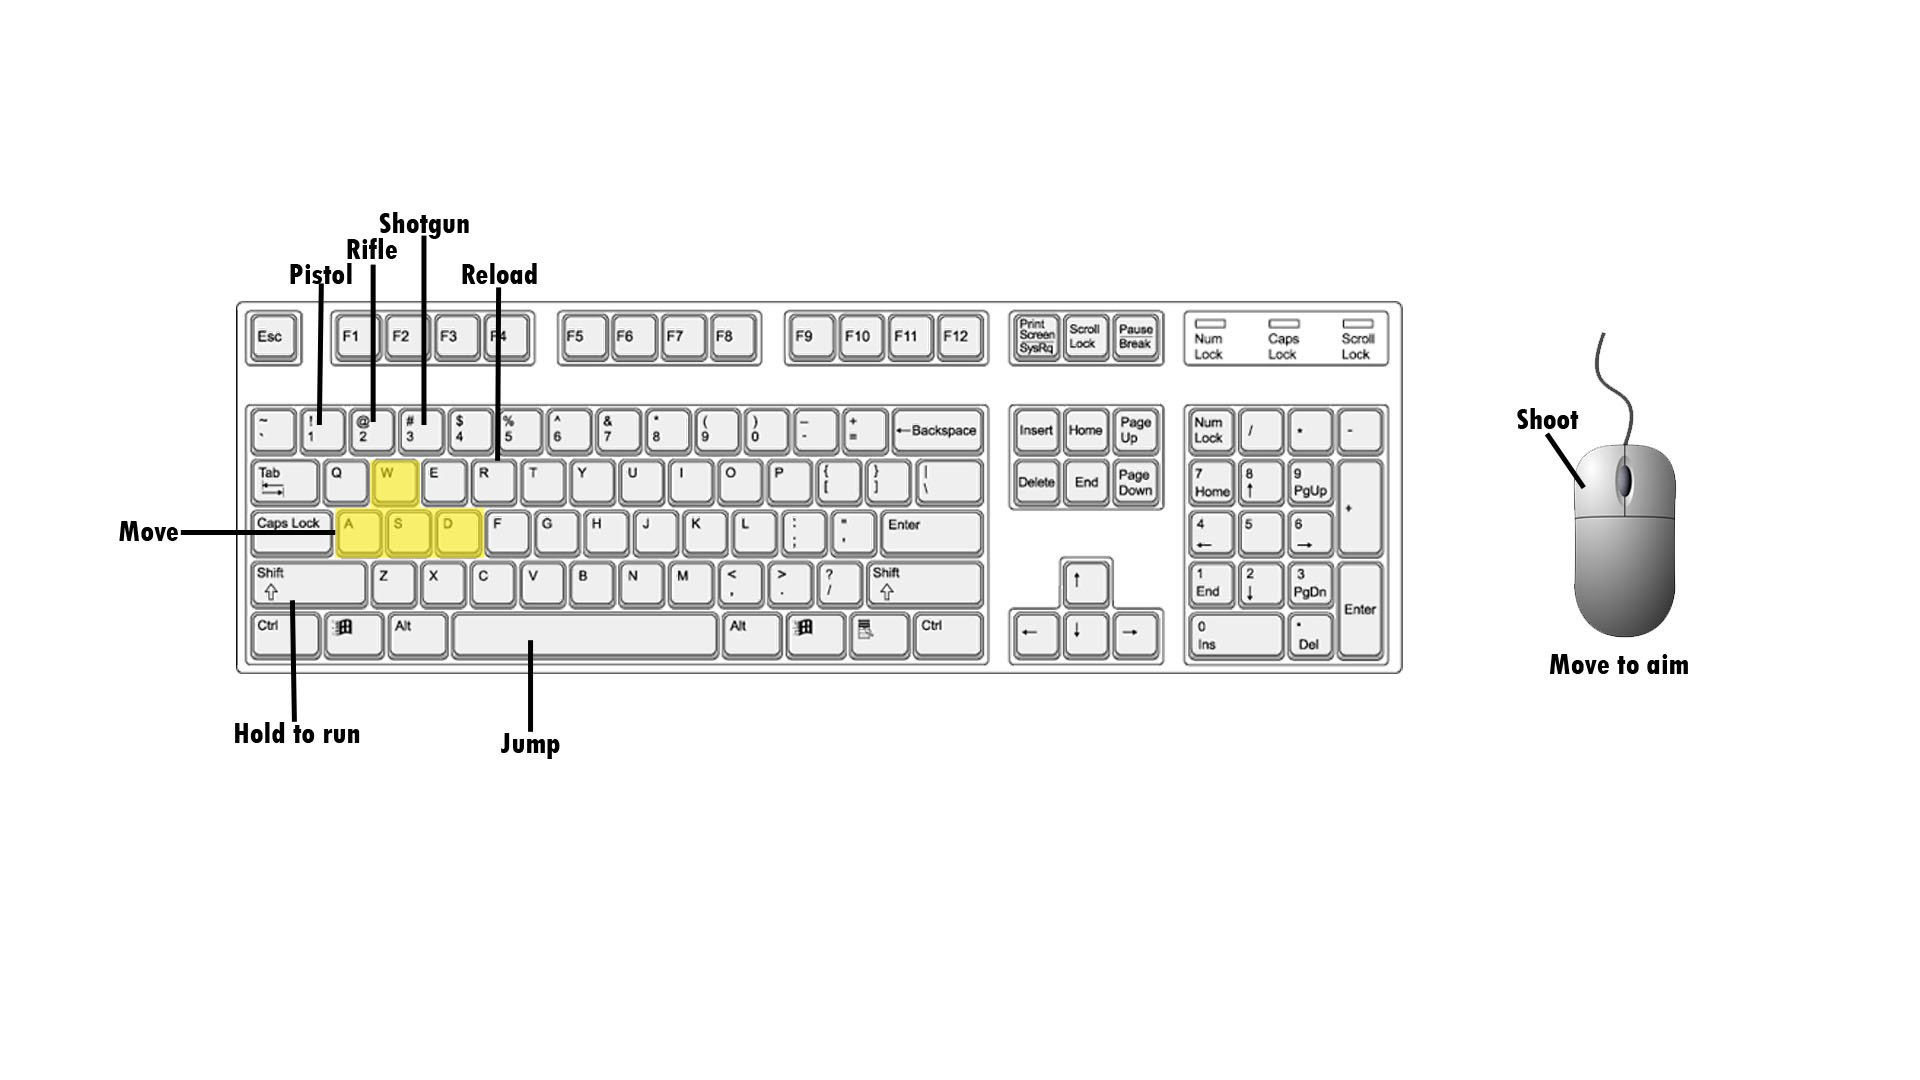 Shotgun
Rifle
Pistol
Reload
Esc
F1 F2 F3 F4
F5 F6 F7 F8
F9 F10 F11 F12
Print Screen SysRq
Scroll Lock
Pause Break
Num Lock
Caps Lock
Scroll Lock
Shoot
~ `
! 1
@ 2
# 3
$ 4
% 5
^ 6
& 7
* 8
( 9
) 0
– -
+ =
←Backspace
Insert Home Page Up
Num Lock / * -
Tab Q W E R T Y U I O P { [ } ] | \
Delete End Page Down
7 Home 8 ↑ 9 PgUp +
Move
Caps Lock A S D F G H J K L : ; " ' Enter
4 ← 5 6 →
Shift Z X C V B N M < , > . ? / Shift
↑
1 End 2 ↓ 3 PgDn Enter
Ctrl Alt Alt Ctrl
← ↓ →
0 Ins . Del
Move to aim
Hold to run
Jump